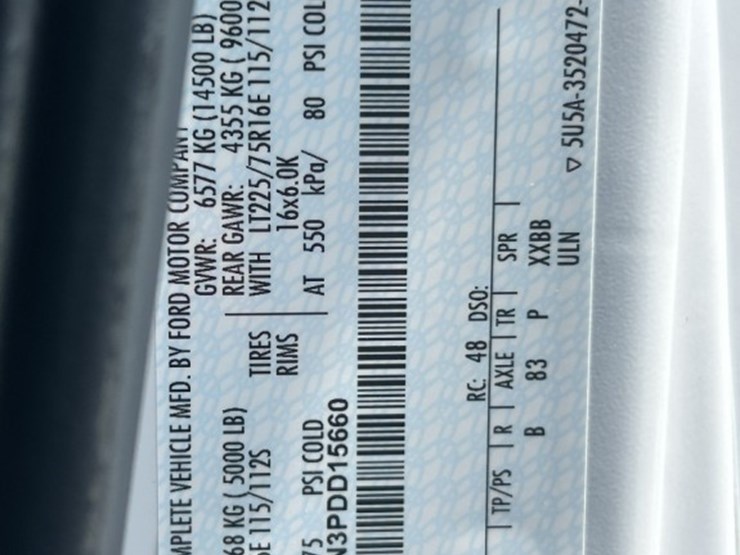 MPLETE VEHICLE MFD. BY FORD MOTOR COMPANY
GVWR: 6577 KG (14500 LB)
68 KG ( 5000 LB) REAR GAWR: 4355 KG ( 9600
E 115/112S TIRES WITH LT225/75R16E 115/112
RIMS 16x6.0K
75 PSI COLD AT 550 kPa/ 80 PSI COL
N3PDD15660
RC: 48 DSO:
TP/PS R AXLE TR SPR
B 83 P XXBB
ULN
▽ 5U5A-3520472-